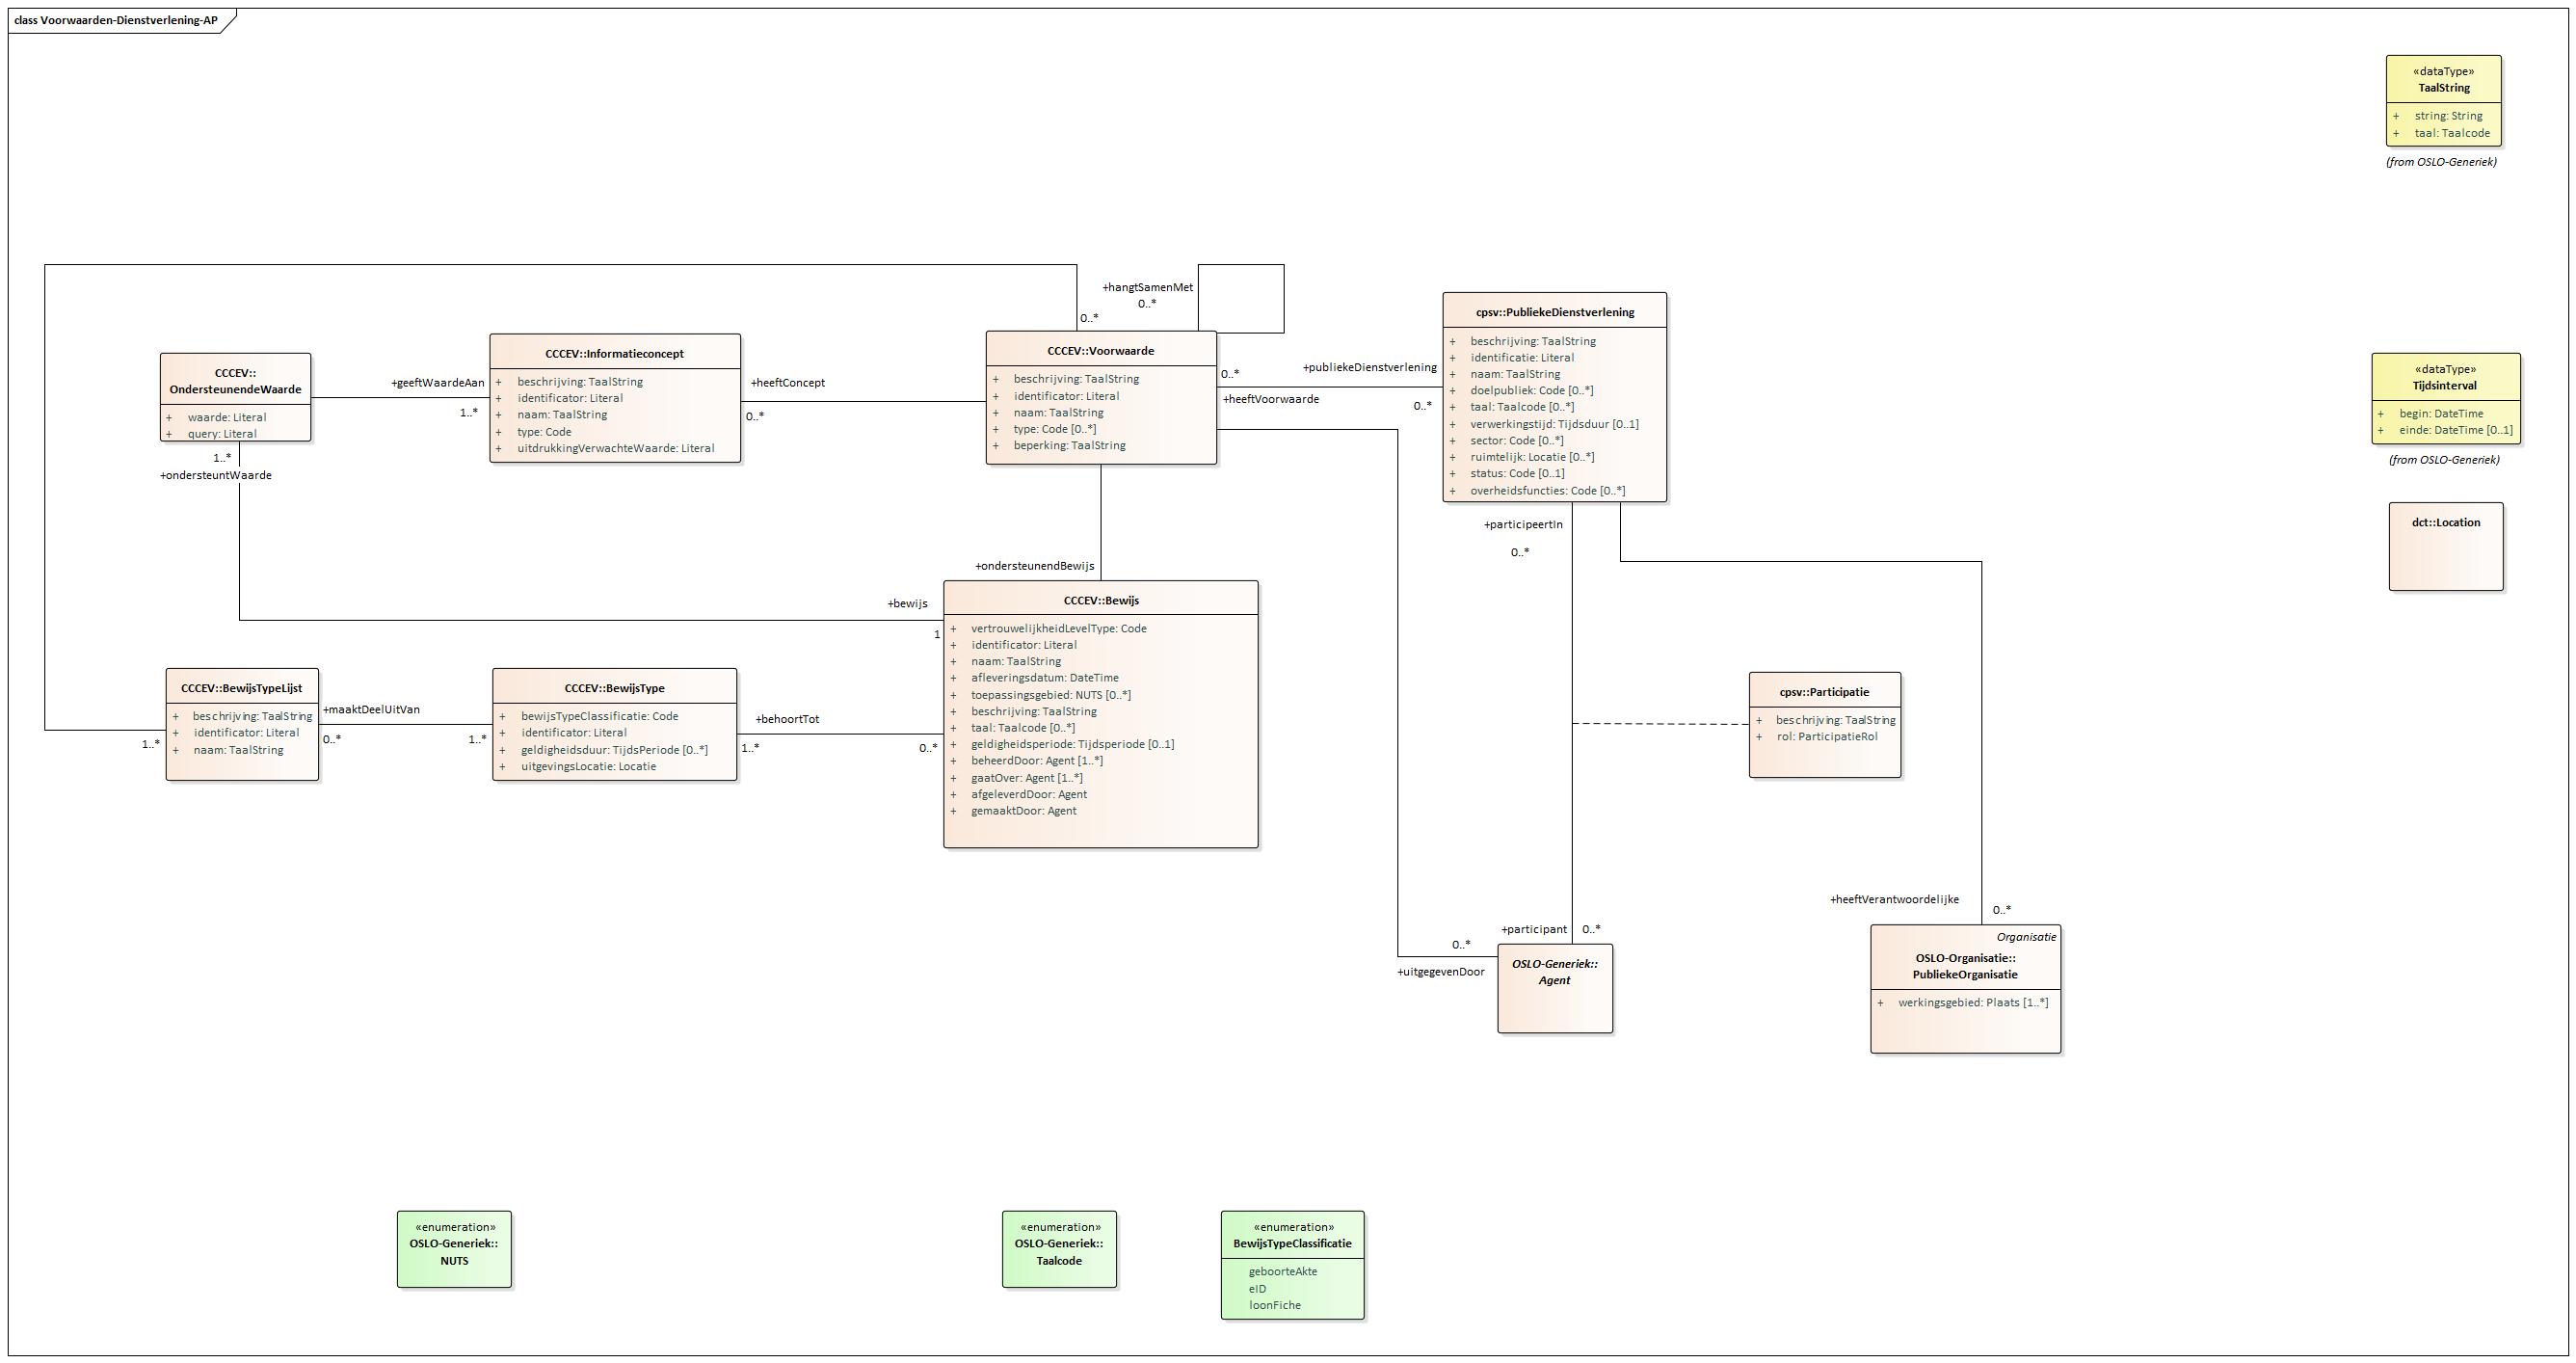 class Voorwaarden-Dienstverlening-AP
«dataType»
TaalString
+ string: String
+ taal: Taalcode
(from OSLO-Generiek)
+hangtSamenMet
0..*
0..*
cpsv::PubliekeDienstverlening
+ beschrijving: TaalString
+ identificatie: Literal
+ naam: TaalString
+ doelpubliek: Code [0..*]
+ taal: Taalcode [0..*]
+ verwerkingstijd: Tijdsduur [0..1]
+ sector: Code [0..*]
+ ruimtelijk: Locatie [0..*]
+ status: Code [0..1]
+ overheidsfuncties: Code [0..*]
CCCEV::
OndersteunendeWaarde
+ waarde: Literal
+ query: Literal
+geeftWaardeAan
1..*
CCCEV::Informatieconcept
+ beschrijving: TaalString
+ identificator: Literal
+ naam: TaalString
+ type: Code
+ uitdrukkingVerwachteWaarde: Literal
+heeftConcept
0..*
CCCEV::Voorwaarde
+ beschrijving: TaalString
+ identificator: Literal
+ naam: TaalString
+ type: Code [0..*]
+ beperking: TaalString
0..*
+heeftVoorwaarde
+publiekeDienstverlening
0..*
«dataType»
Tijdsinterval
+ begin: DateTime
+ einde: DateTime [0..1]
(from OSLO-Generiek)
1..*
+ondersteuntWaarde
+participeertIn
0..*
dct::Location
+ondersteunendBewijs
+bewijs
1
CCCEV::Bewijs
+ vertrouwelijkheidLevelType: Code
+ identificator: Literal
+ naam: TaalString
+ afleveringsdatum: DateTime
+ toepassingsgebied: NUTS [0..*]
+ beschrijving: TaalString
+ taal: Taalcode [0..*]
+ geldigheidsperiode: Tijdsperiode [0..1]
+ beheerdDoor: Agent [1..*]
+ gaatOver: Agent [1..*]
+ afgeleverdDoor: Agent
+ gemaaktDoor: Agent
1..*
CCCEV::BewijsTypeLijst
+ beschrijving: TaalString
+ identificator: Literal
+ naam: TaalString
+maaktDeelUitVan
0..*
1..*
CCCEV::BewijsType
+ bewijsTypeClassificatie: Code
+ identificator: Literal
+ geldigheidsduur: TijdsPeriode [0..*]
+ uitgevingsLocatie: Locatie
+behoortTot
1..*
0..*
cpsv::Participatie
+ beschrijving: TaalString
+ rol: ParticipatieRol
+heeftVerantwoordelijke
0..*
+participant
0..*
0..*
+uitgegevenDoor
OSLO-Generiek::
Agent
Organisatie
OSLO-Organisatie::
PubliekeOrganisatie
+ werkingsgebied: Plaats [1..*]
«enumeration»
OSLO-Generiek::
NUTS
«enumeration»
OSLO-Generiek::
Taalcode
«enumeration»
BewijsTypeClassificatie
geboorteAkte
eID
loonFiche